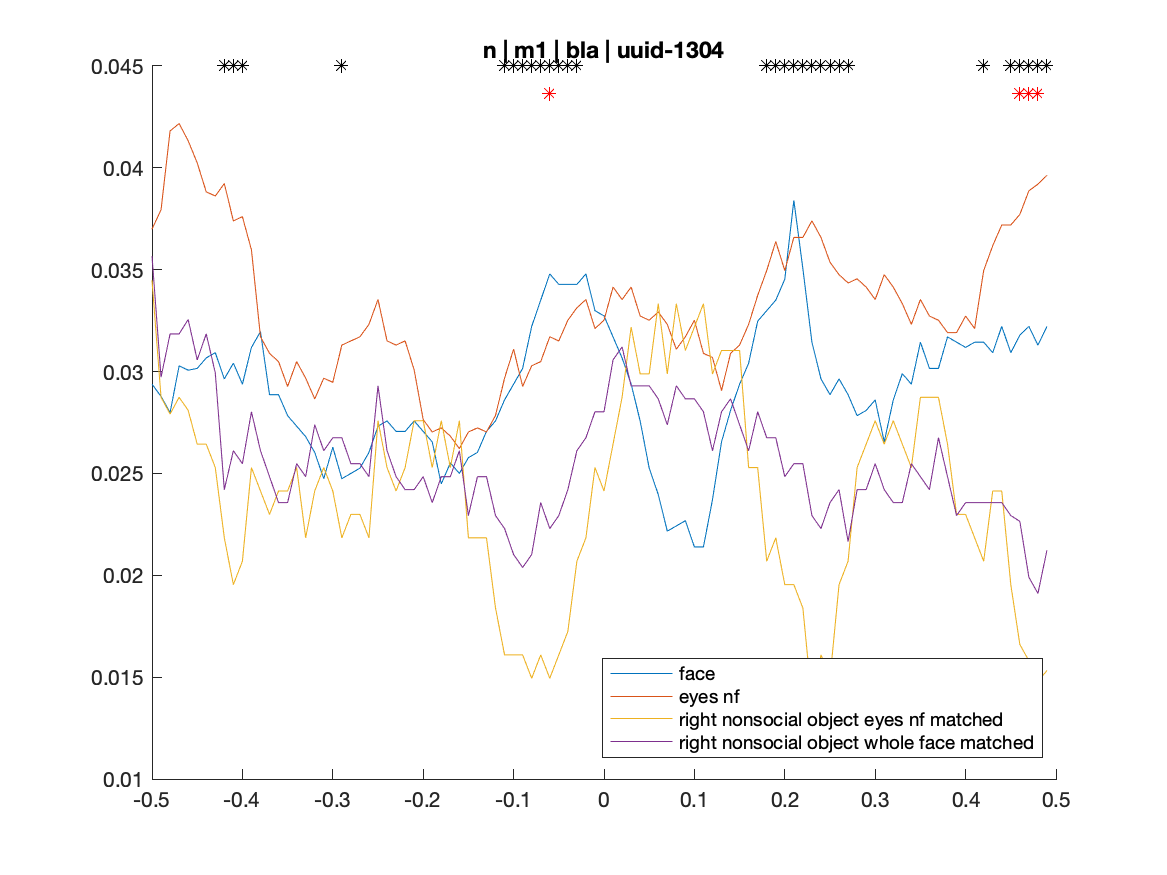 n | m1 | bla | uuid-1304
0.045
0.04
0.035
0.03
0.025
0.02
0.015
0.01
face
eyes nf
right nonsocial object eyes nf matched
right nonsocial object whole face matched
-0.5 -0.4 -0.3 -0.2 -0.1 0 0.1 0.2 0.3 0.4 0.5